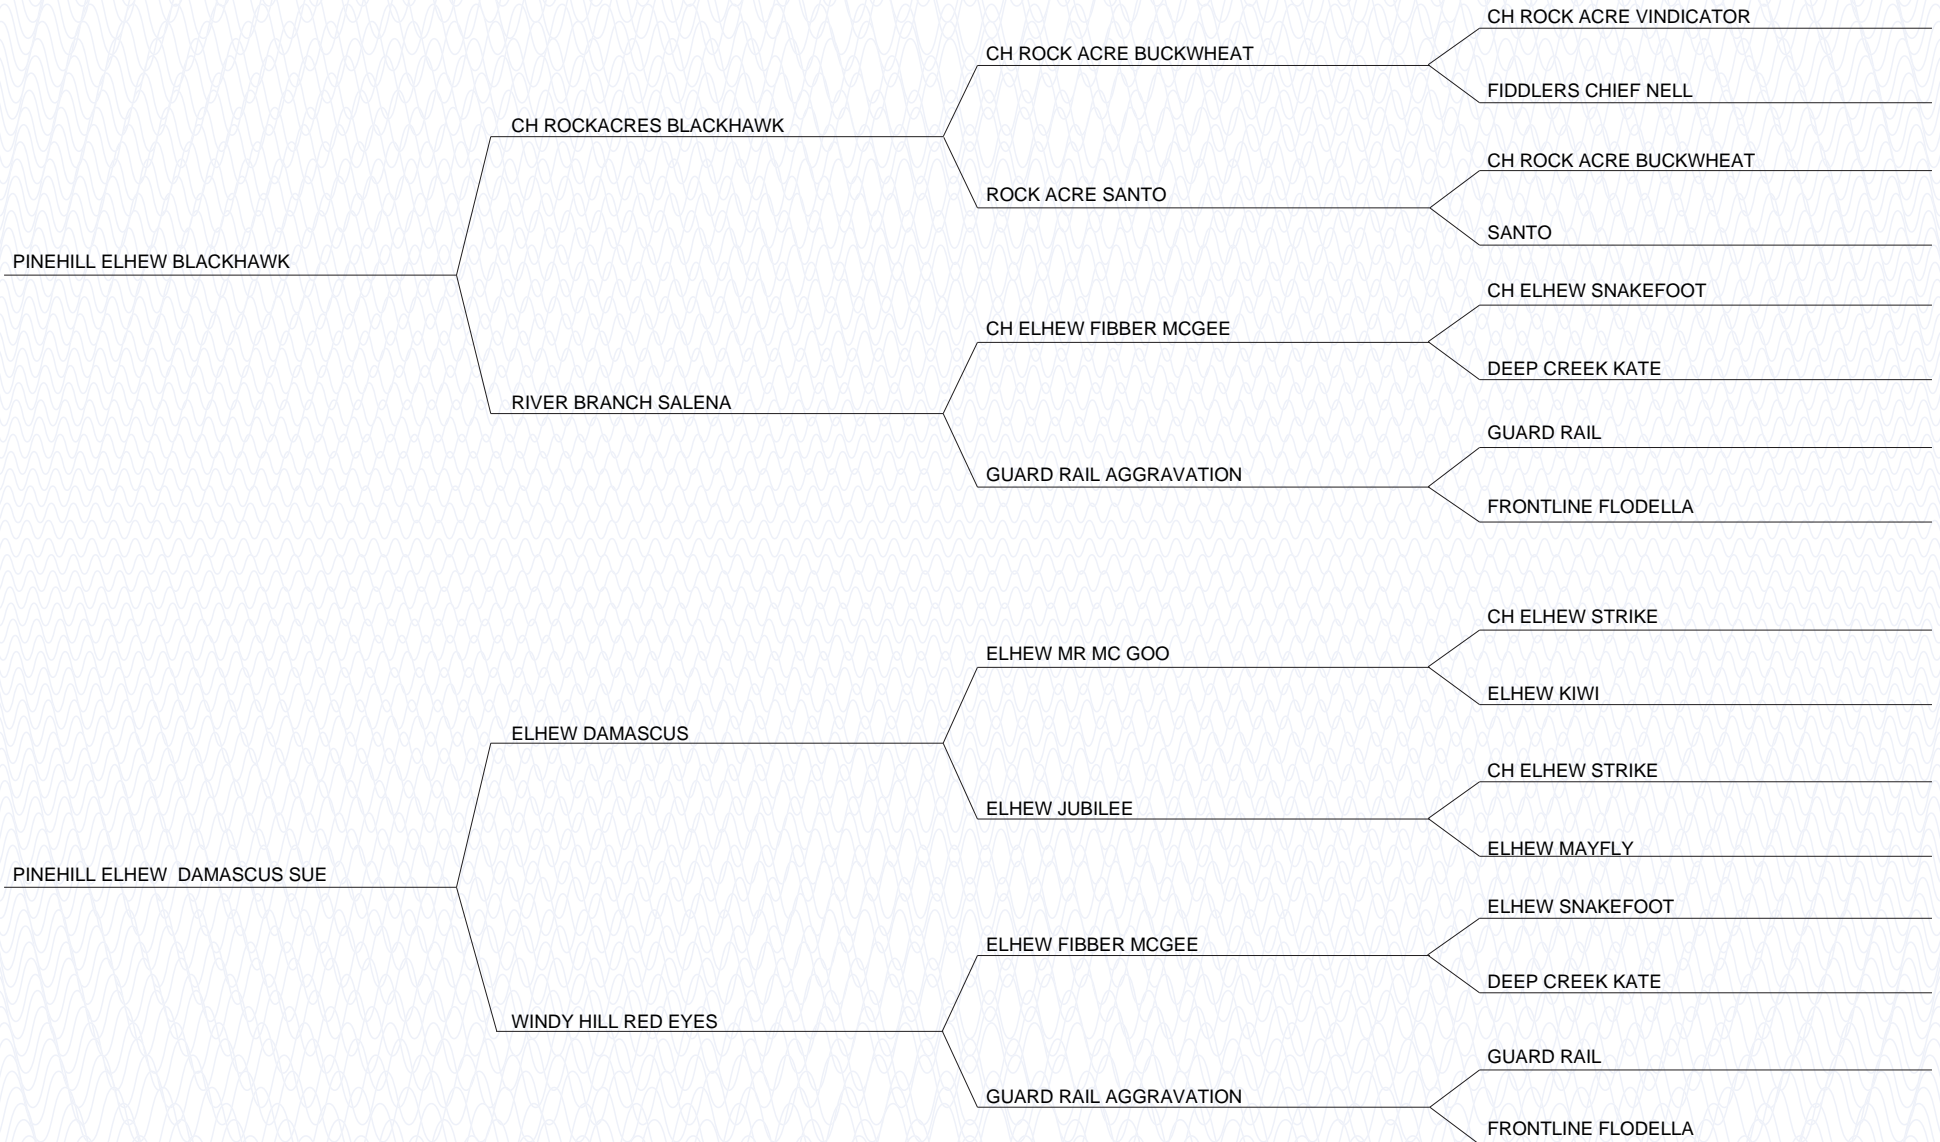 CH ROCK ACRE VINDICATOR
CH ROCK ACRE BUCKWHEAT
FIDDLERS CHIEF NELL
CH ROCKACRES BLACKHAWK
CH ROCK ACRE BUCKWHEAT
ROCK ACRE SANTO
SANTO
PINEHILL ELHEW BLACKHAWK
CH ELHEW SNAKEFOOT
CH ELHEW FIBBER MCGEE
DEEP CREEK KATE
RIVER BRANCH SALENA
GUARD RAIL
GUARD RAIL AGGRAVATION
FRONTLINE FLODELLA
CH ELHEW STRIKE
ELHEW MR MC GOO
ELHEW KIWI
ELHEW DAMASCUS
CH ELHEW STRIKE
ELHEW JUBILEE
ELHEW MAYFLY
PINEHILL ELHEW  DAMASCUS SUE
ELHEW SNAKEFOOT
ELHEW FIBBER MCGEE
DEEP CREEK KATE
WINDY HILL RED EYES
GUARD RAIL
GUARD RAIL AGGRAVATION
FRONTLINE FLODELLA